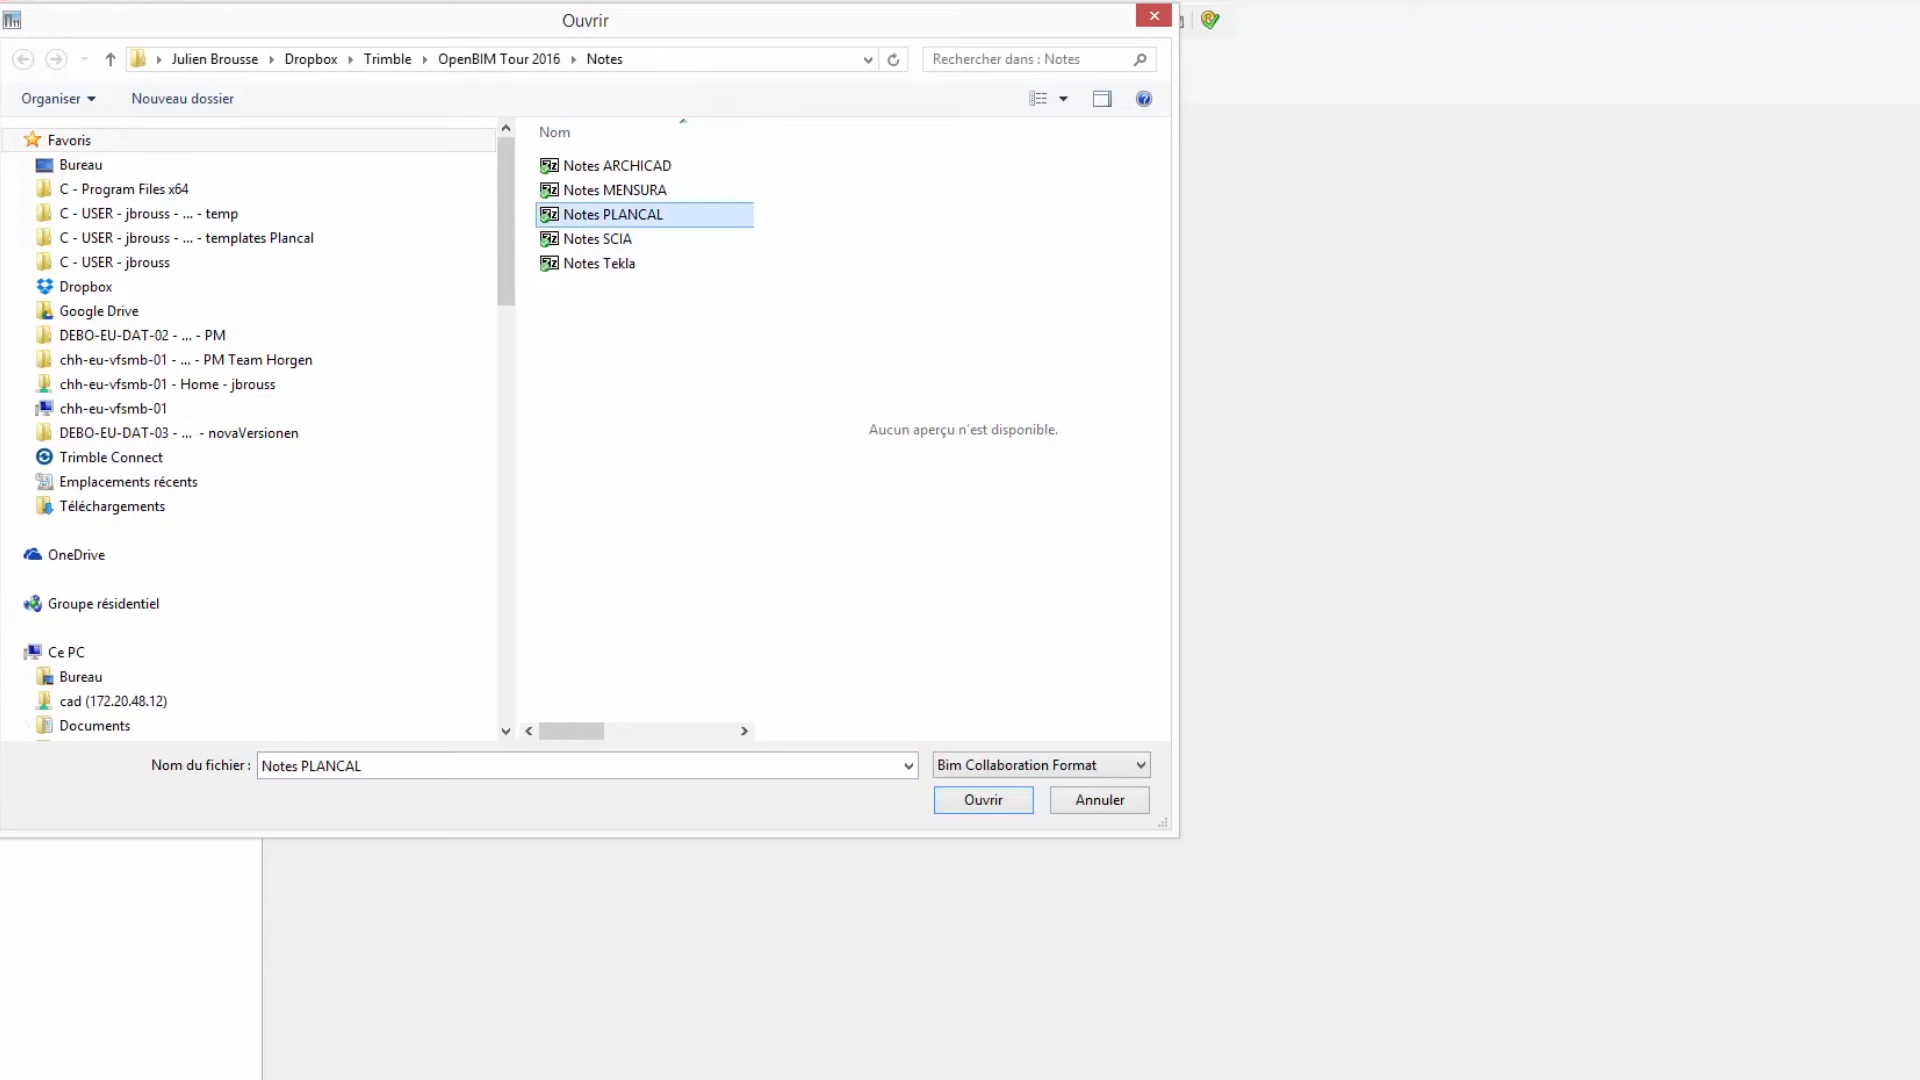 Ouvrir
Julien Brousse Dropbox Trimble OpenBIM Tour 2016 Notes
Rechercher dans : Notes
Organiser Nouveau dossier
Favoris
Bureau
C - Program Files x64
C - USER - jbrouss - ... - temp
C - USER - jbrouss - ... - templates Plancal
C - USER - jbrouss
Dropbox
Google Drive
DEBO-EU-DAT-02 - ... - PM
chh-eu-vfsmb-01 - ... - PM Team Horgen
chh-eu-vfsmb-01 - Home - jbrouss
chh-eu-vfsmb-01
DEBO-EU-DAT-03 - ... - novaVersionen
Trimble Connect
Emplacements récents
Téléchargements
OneDrive
Groupe résidentiel
Ce PC
Bureau
cad (172.20.48.12)
Documents
Nom
Notes ARCHICAD
Notes MENSURA
Notes PLANCAL
Notes SCIA
Notes Tekla
Aucun aperçu n'est disponible.
Nom du fichier : Notes PLANCAL
Bim Collaboration Format
Ouvrir Annuler